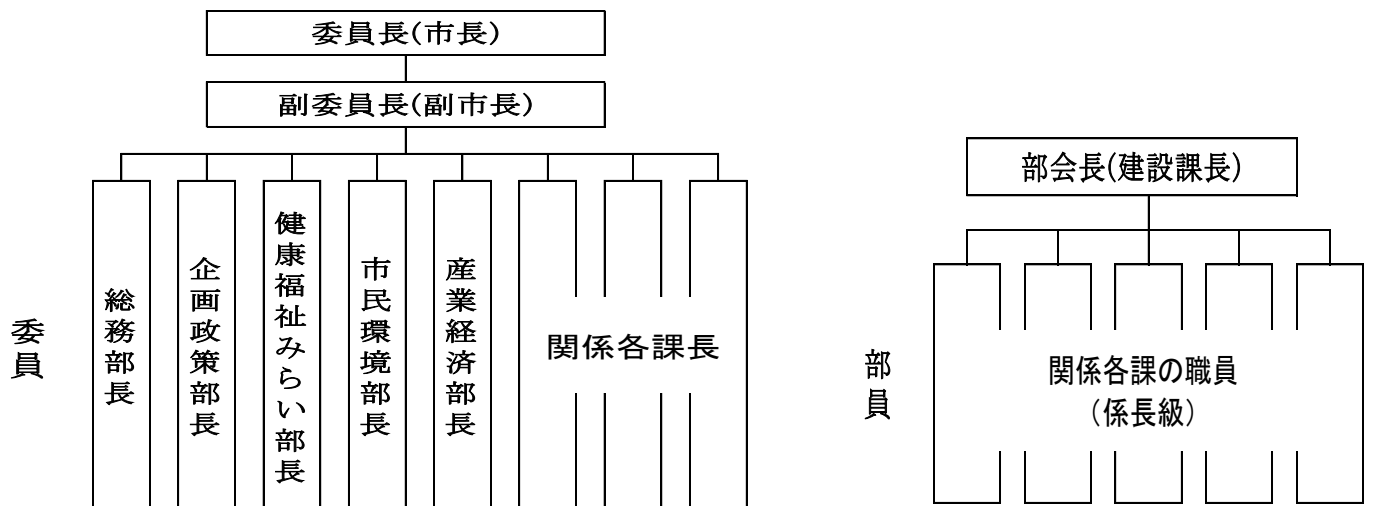 委員長(市長)
副委員長(副市長)
委員
総務部長
企画政策部長
健康福祉みらい部長
市民環境部長
産業経済部長
関係各課長
部会長(建設課長)
部員
関係各課の職員
(係長級)